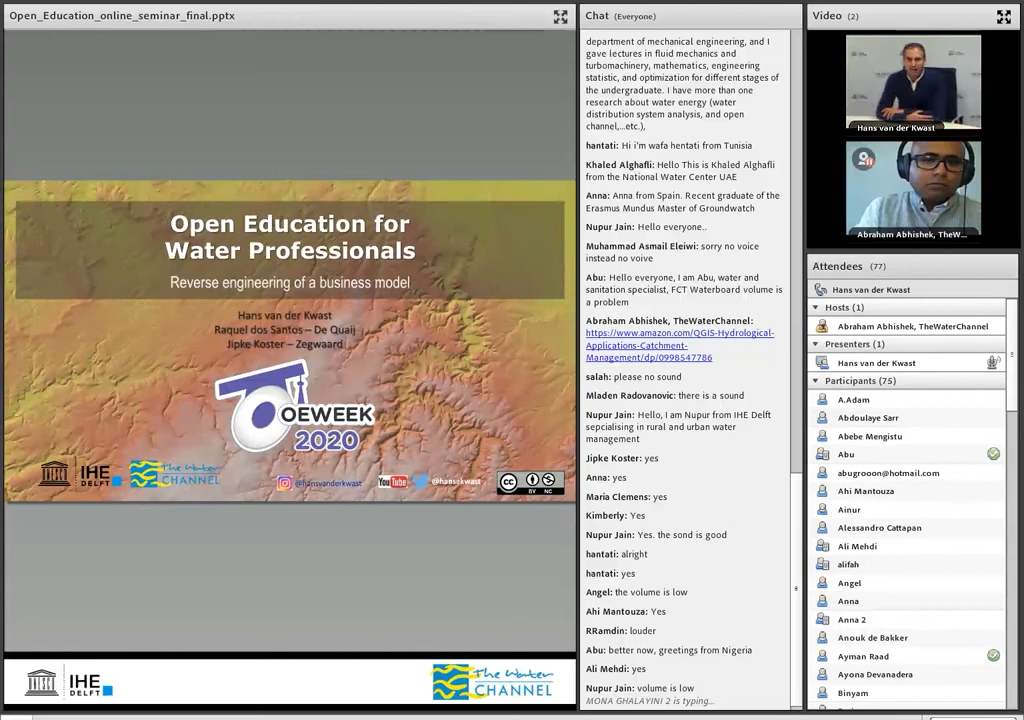 Open_Education_online_seminar_final.pptx
Open Education for
Water Professionals
Reverse engineering of a business model
Hans van der Kwast
Raquel dos Santos – De Quaij
Jipke Koster – Zegwaard
OEWEEK
2020
IHE
DELFT
The Water
CHANNEL
@hansvanderkwast
YouTube
@hansakwast
cc
BY NC
IHE
DELFT
The Water
CHANNEL
Chat (Everyone)
department of mechanical engineering, and I
gave lectures in fluid mechanics and
turbomachinery, mathematics, engineering
statistic, and optimization for different stages of
the undergraduate. I have more than one
research about water energy (water
distribution system analysis, and open
channel,...etc.),
hantati: Hi i'm wafa hentati from Tunisia
Khaled Alghafli: Hello This is Khaled Alghafli
from the National Water Center UAE
Anna: Anna from Spain. Recent graduate of the
Erasmus Mundus Master of Groundwatch
Nupur Jain: Hello everyone..
Muhammad Asmail Eleiwi: sorry no voice
instead no voive
Abu: Hello everyone, I am Abu, water and
sanitation specialist, FCT Waterboard volume is
a problem
Abraham Abhishek, TheWaterChannel:
https://www.amazon.com/QGIS-Hydrological-
Applications-Catchment-
Management/dp/0998547786
salah: please no sound
Mladen Radovanovic: there is a sound
Nupur Jain: Hello, I am Nupur from IHE Delft
sepcialising in rural and urban water
management
Jipke Koster: yes
Anna: yes
Maria Clemens: yes
Kimberly: Yes
Nupur Jain: Yes. the sond is good
hantati: alright
hantati: yes
Angel: the volume is low
Ahi Mantouza: Yes
RRamdin: louder
Abu: better now, greetings from Nigeria
Ali Mehdi: yes
Nupur Jain: volume is low
MONA GHALAYINI 2 is typing...
Video (2)
Hans van der Kwast
Abraham Abhishek, TheW...
Attendees (77)
Hans van der Kwast
Hosts (1)
Abraham Abhishek, TheWaterChannel
Presenters (1)
Hans van der Kwast
Participants (75)
A.Adam
Abdoulaye Sarr
Abebe Mengistu
Abu
abugrooon@hotmail.com
Ahi Mantouza
Ainur
Alessandro Cattapan
Ali Mehdi
alifah
Angel
Anna
Anna 2
Anouk de Bakker
Ayman Raad
Ayona Devanadera
Binyam